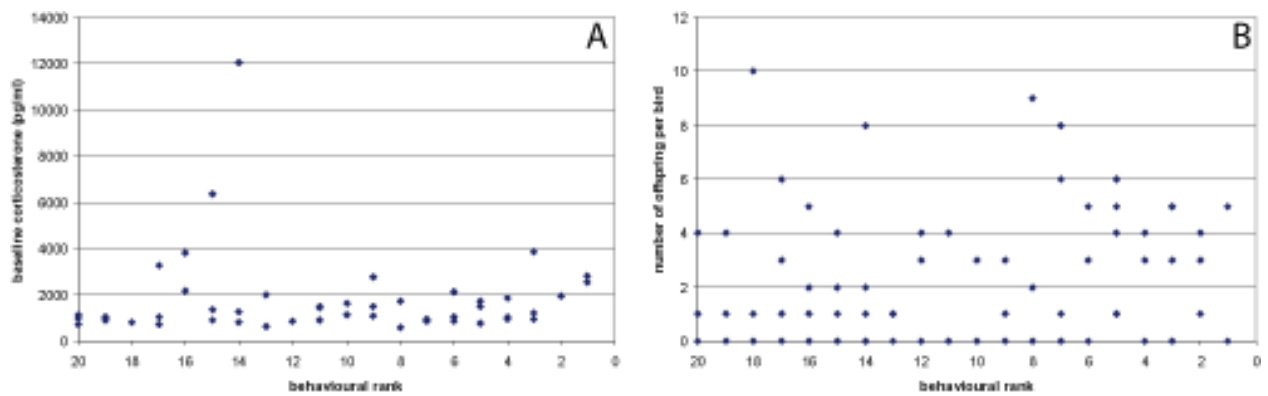 A
14000
12000
10000
8000
6000
4000
2000
0
20 18 16 14 12 10 8 6 4 2 0
baseline corticosterone (pg/ml)
behavioural rank
B
12
10
8
6
4
2
0
20 18 16 14 12 10 8 6 4 2 0
number of offspring per bird
behavioural rank